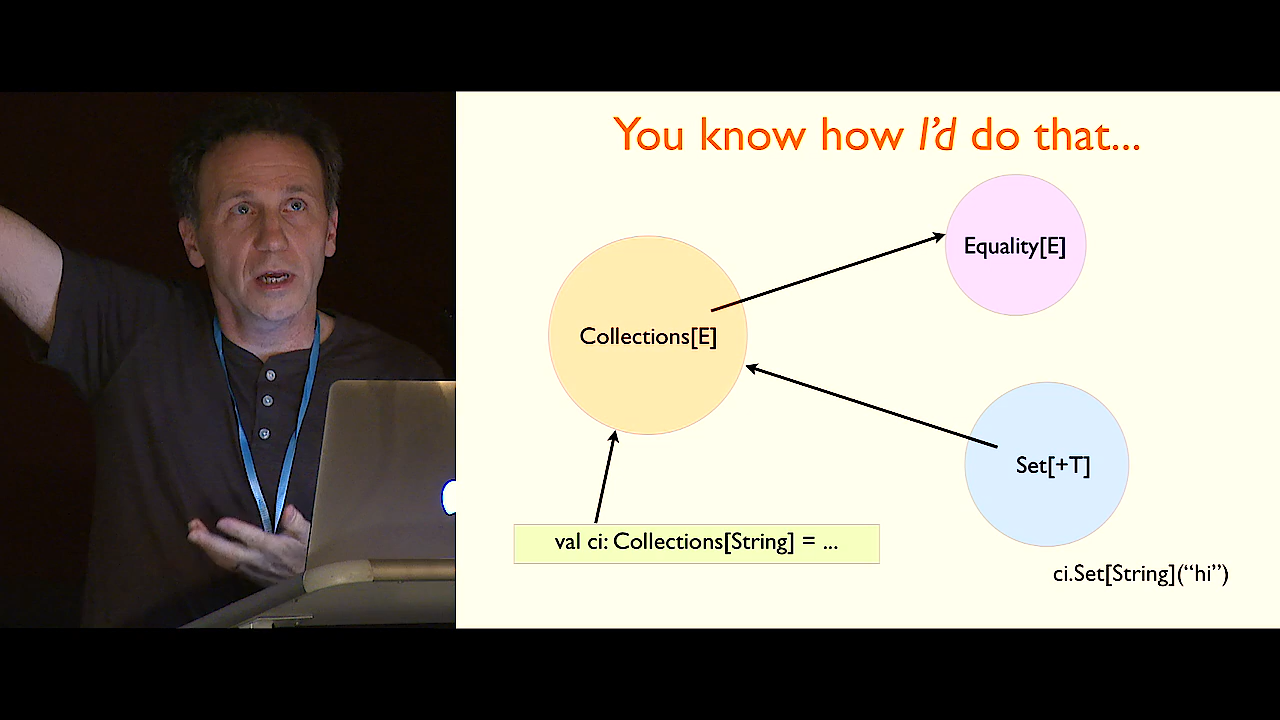 You know how I'd do that...
Equality[E]
Collections[E]
Set[+T]
val ci: Collections[String] = ...
ci.Set[String](“hi”)